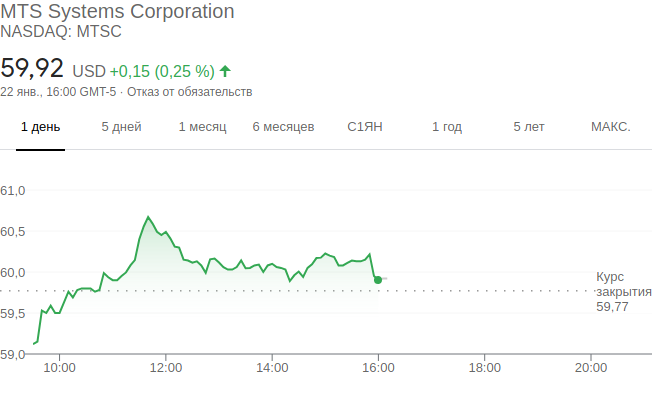 MTS Systems Corporation
NASDAQ: MTSC
59,92 USD +0,15 (0,25 %)
22 янв., 16:00 GMT-5 · Отказ от обязательств
1 день 5 дней 1 месяц 6 месяцев С1ЯН 1 год 5 лет МАКС.
61,0
60,5
60,0
Курс
закрытия
59,77
59,5
59,0
10:00 12:00 14:00 16:00 18:00 20:00